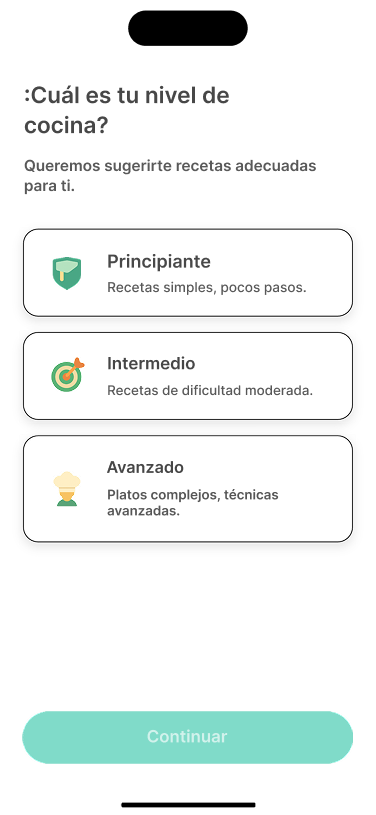 :Cuál es tu nivel de
cocina?
Queremos sugerirte recetas adecuadas
para ti.
Principiante
Recetas simples, pocos pasos.
Intermedio
Recetas de dificultad moderada.
Avanzado
Platos complejos, técnicas
avanzadas.
Continuar